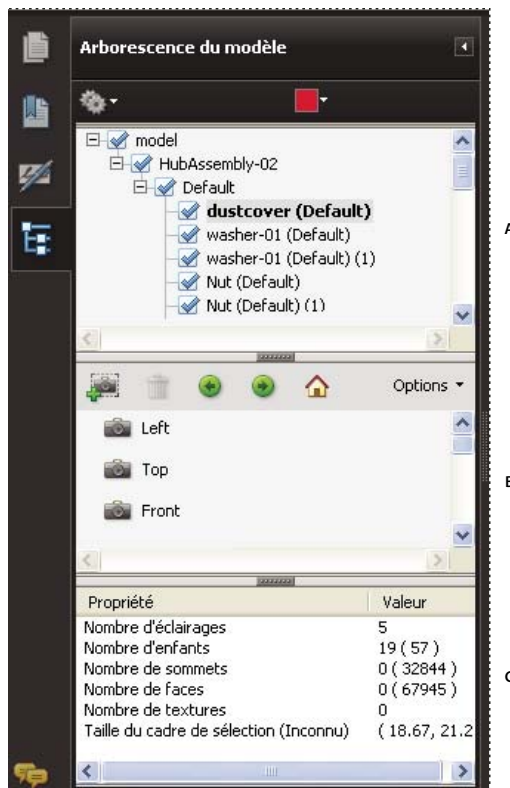 Arborescence du modèle
model
HubAssembly-02
Default
dustcover (Default)
washer-01 (Default)
washer-01 (Default) (1)
Nut (Default)
Nut (Default) (1)
A
Options
Left
Top
Front
Propriété Valeur
Nombre d'éclairages 5
Nombre d'enfants 19 ( 57 )
Nombre de sommets 0 ( 32844 )
Nombre de faces 0 ( 67945 )
C
Nombre de textures 0
Taille du cadre de sélection (Inconnu) ( 18.67, 21.2